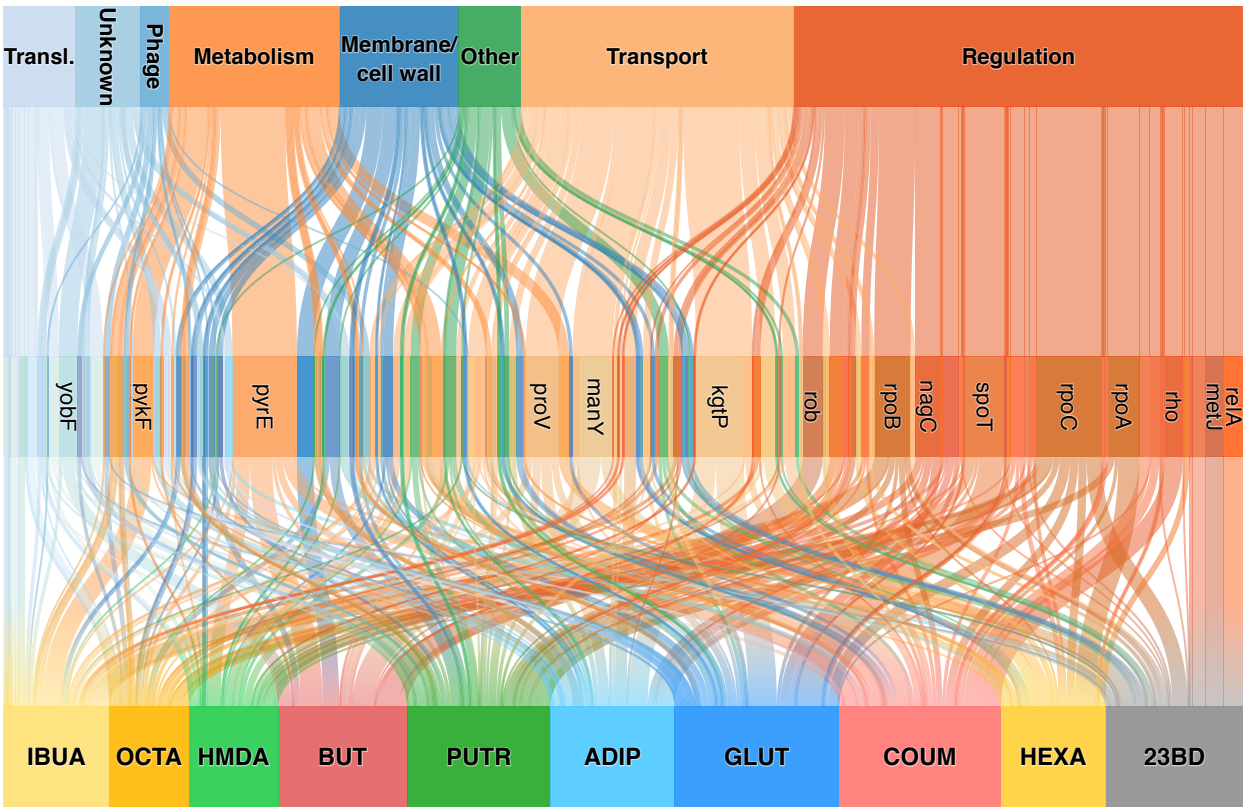 Transl.
Unknown
Phage
Metabolism
Membrane/
cell wall
Other
Transport
Regulation
yobF
pykF
pyrE
proV
manY
kgtP
rob
rpoB
nagC
spoT
rpoC
rpoA
rho
metJ
relA
IBUA
OCTA
HMDA
BUT
PUTR
ADIP
GLUT
COUM
HEXA
23BD